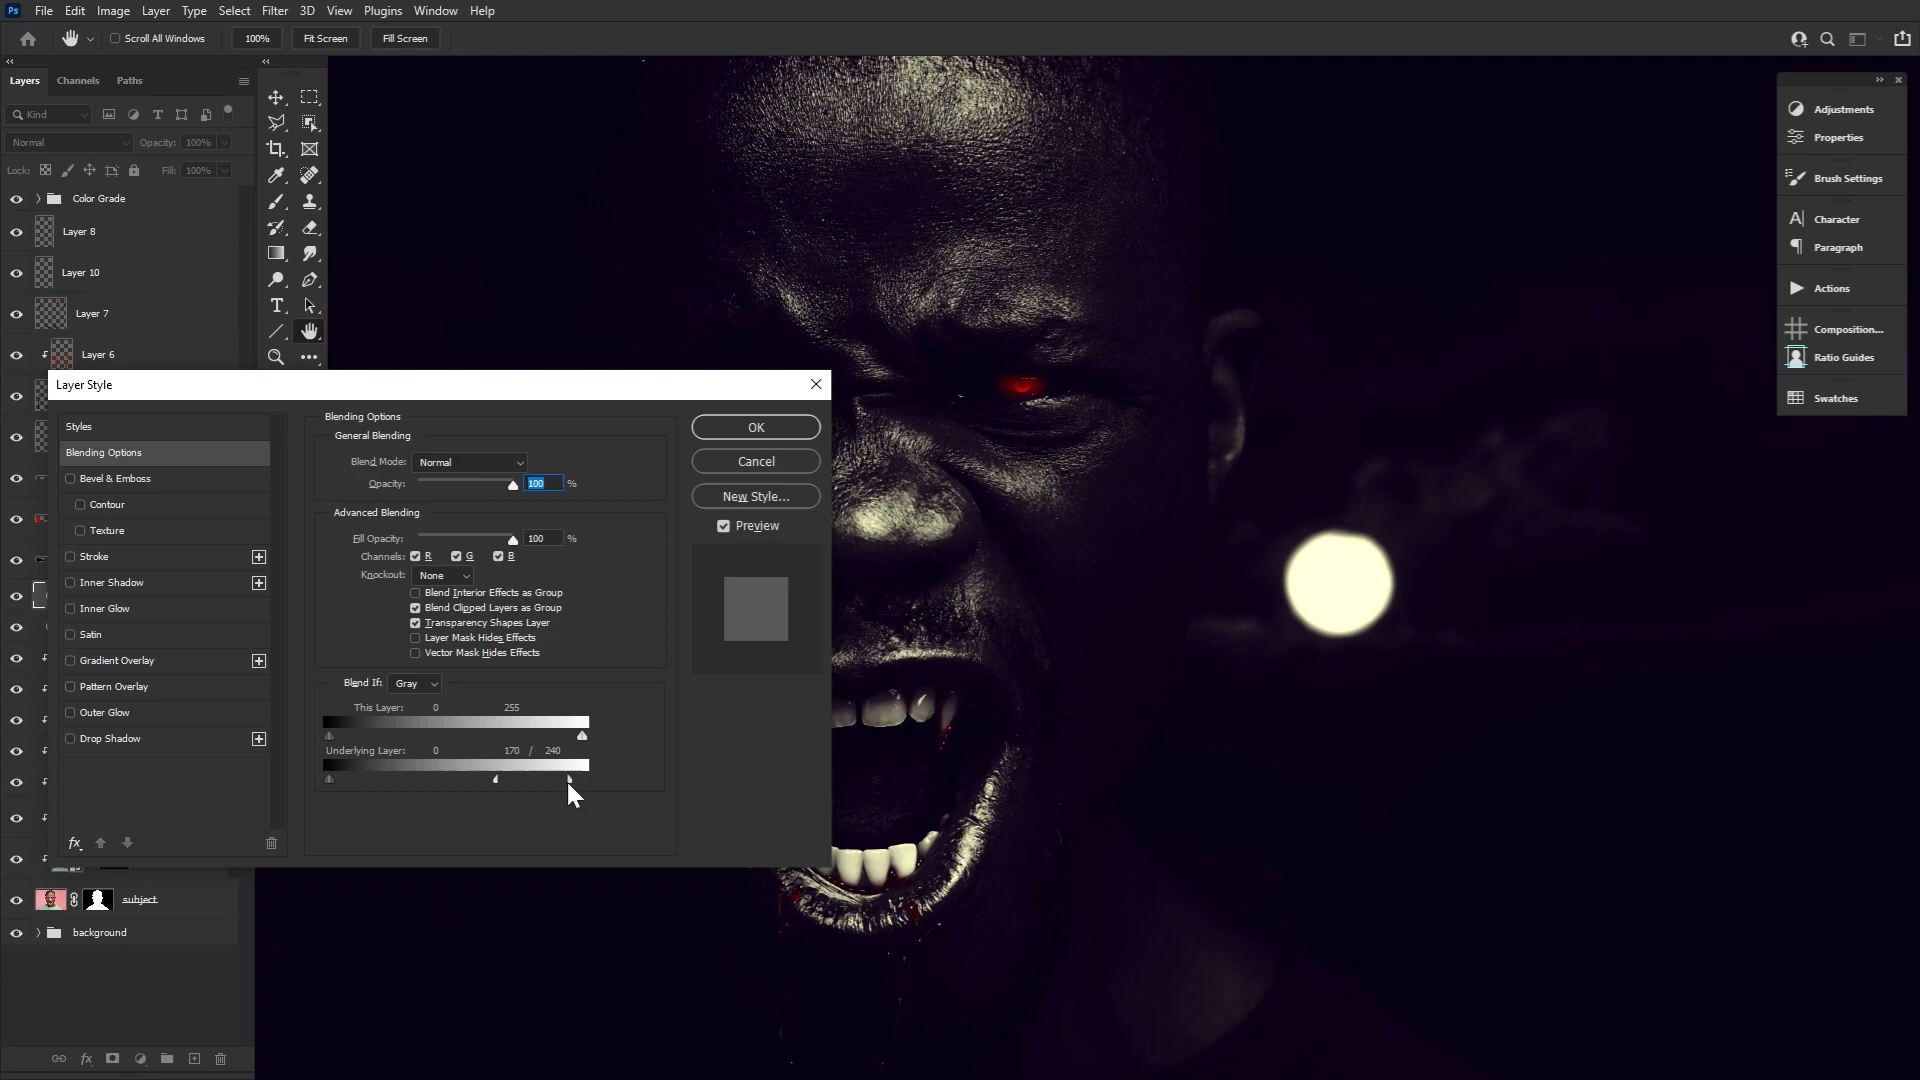 Ps File Edit Image Layer Type Select Filter 3D View Plugins Window Help
Scroll All Windows 100% Fit Screen Fill Screen
Layers Channels Paths
Kind
Normal Opacity: 100%
Lock: Fill: 100%
Color Grade
Layer 8
Layer 10
Layer 7
Layer 6
subject
background
Layer Style
Styles
Blending Options
Bevel & Emboss
Contour
Texture
Stroke
Inner Shadow
Inner Glow
Satin
Gradient Overlay
Pattern Overlay
Outer Glow
Drop Shadow
fx
Blending Options
General Blending
Blend Mode: Normal
Opacity: 100 %
Advanced Blending
Fill Opacity: 100 %
Channels: R G B
Knockout: None
Blend Interior Effects as Group
Blend Clipped Layers as Group
Transparency Shapes Layer
Layer Mask Hides Effects
Vector Mask Hides Effects
Blend If: Gray
This Layer: 0 255
Underlying Layer: 0 170 / 240
OK
Cancel
New Style...
Preview
fx
Adjustments
Properties
Brush Settings
Character
Paragraph
Actions
Composition...
Ratio Guides
Swatches